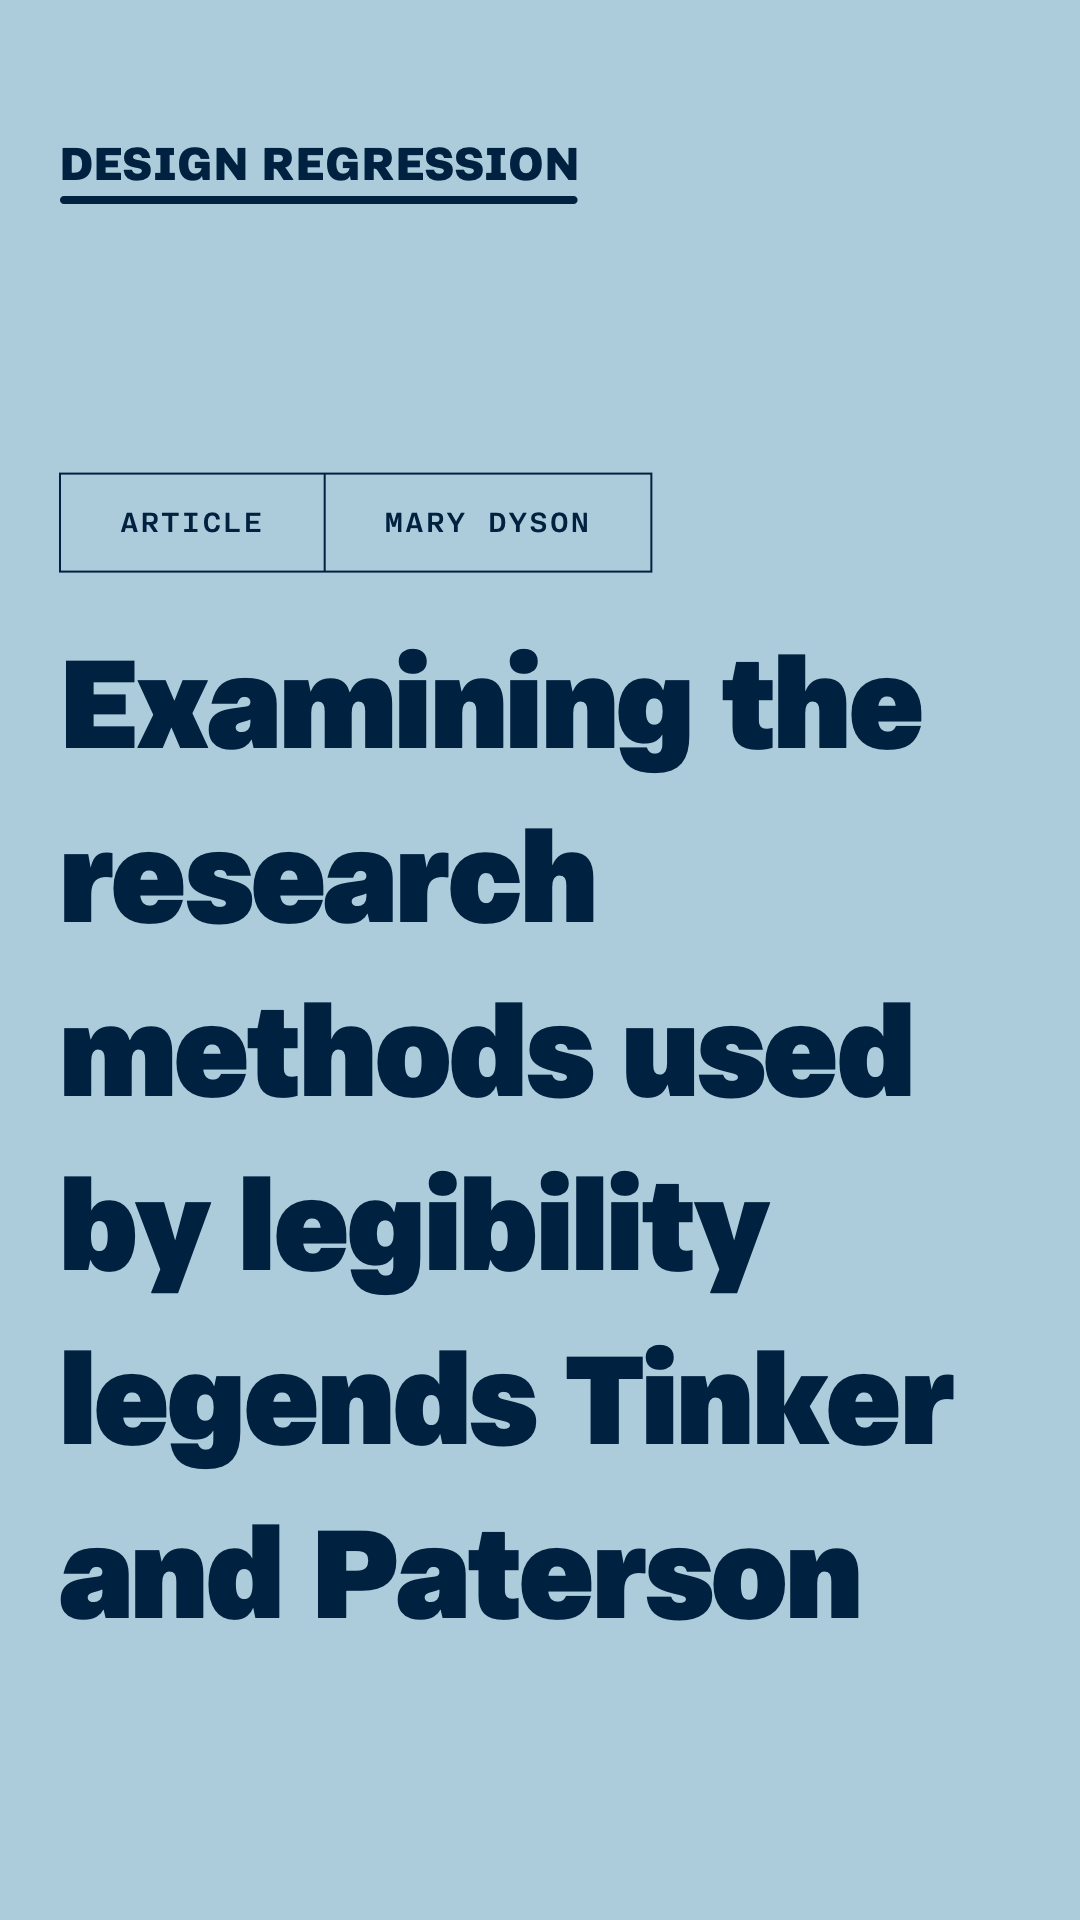 DESIGN REGRESSION
ARTICLE MARY DYSON
Examining the
research
methods used
by legibility
legends Tinker
and Paterson